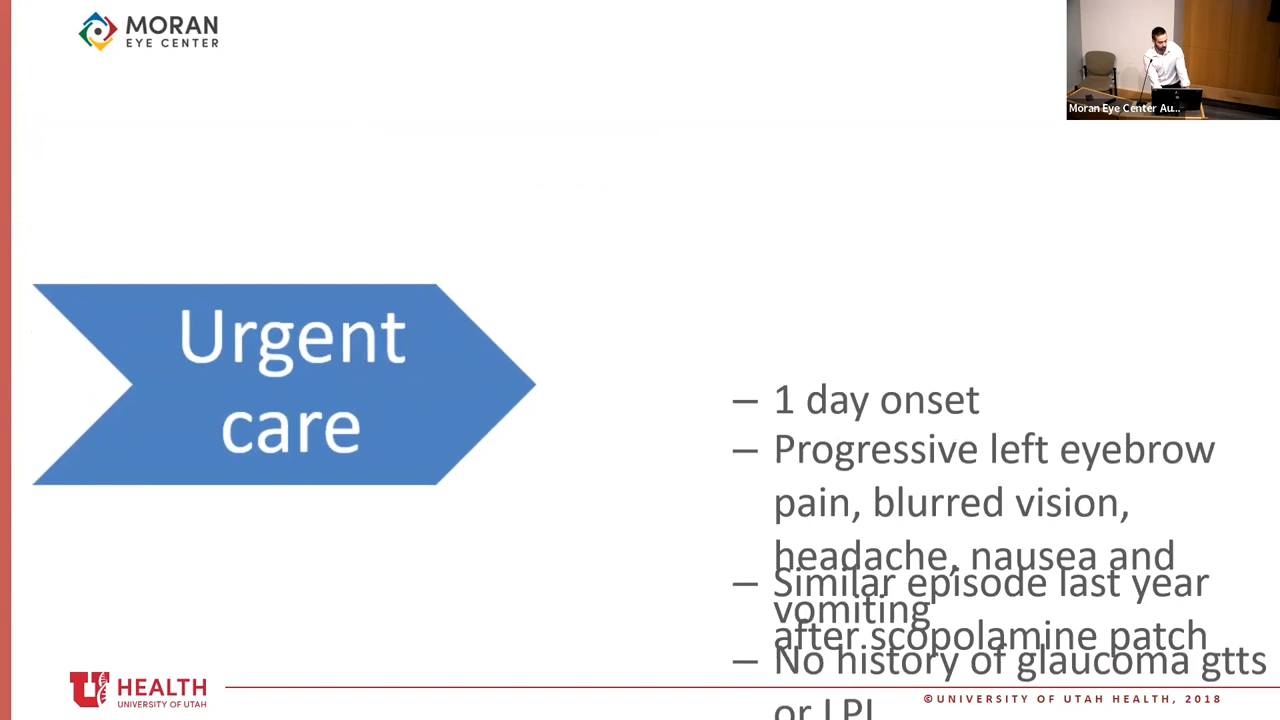 MORAN
EYE CENTER
Moran Eye Center Au...
Urgent
care
– 1 day onset
– Progressive left eyebrow
pain, blurred vision,
headache, nausea and
vomiting
– Similar episode last year
after scopolamine patch
– No history of glaucoma gtts
or LPI
U HEALTH
UNIVERSITY OF UTAH
©UNIVERSITY OF UTAH HEALTH, 2018